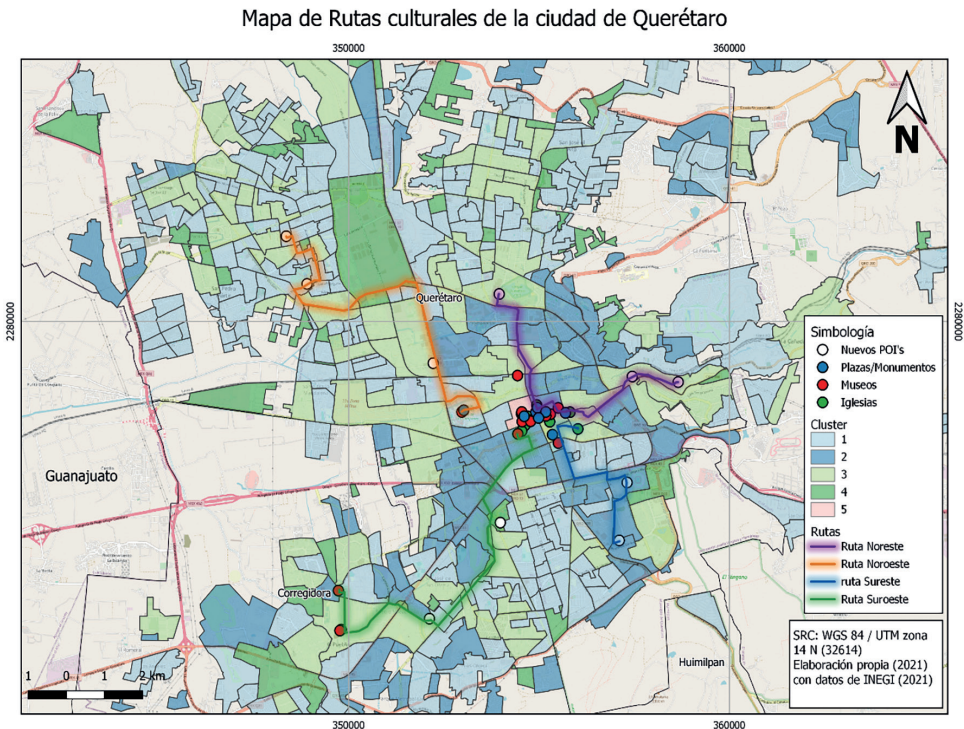 Mapa de Rutas culturales de la ciudad de Querétaro
350000
360000
N
2280000
2280000
Querétaro
Guanajuato
Corregidora
Huimilpan
Simbología
Nuevos POI's
Plazas/Monumentos
Museos
Iglesias
Cluster
1
2
3
4
5
Rutas
Ruta Noreste
Ruta Noroeste
ruta Sureste
Ruta Suroeste
SRC: WGS 84 / UTM zona
14 N (32614)
Elaboración propia (2021)
con datos de INEGI (2021)
1 0 1 2 km
350000
360000